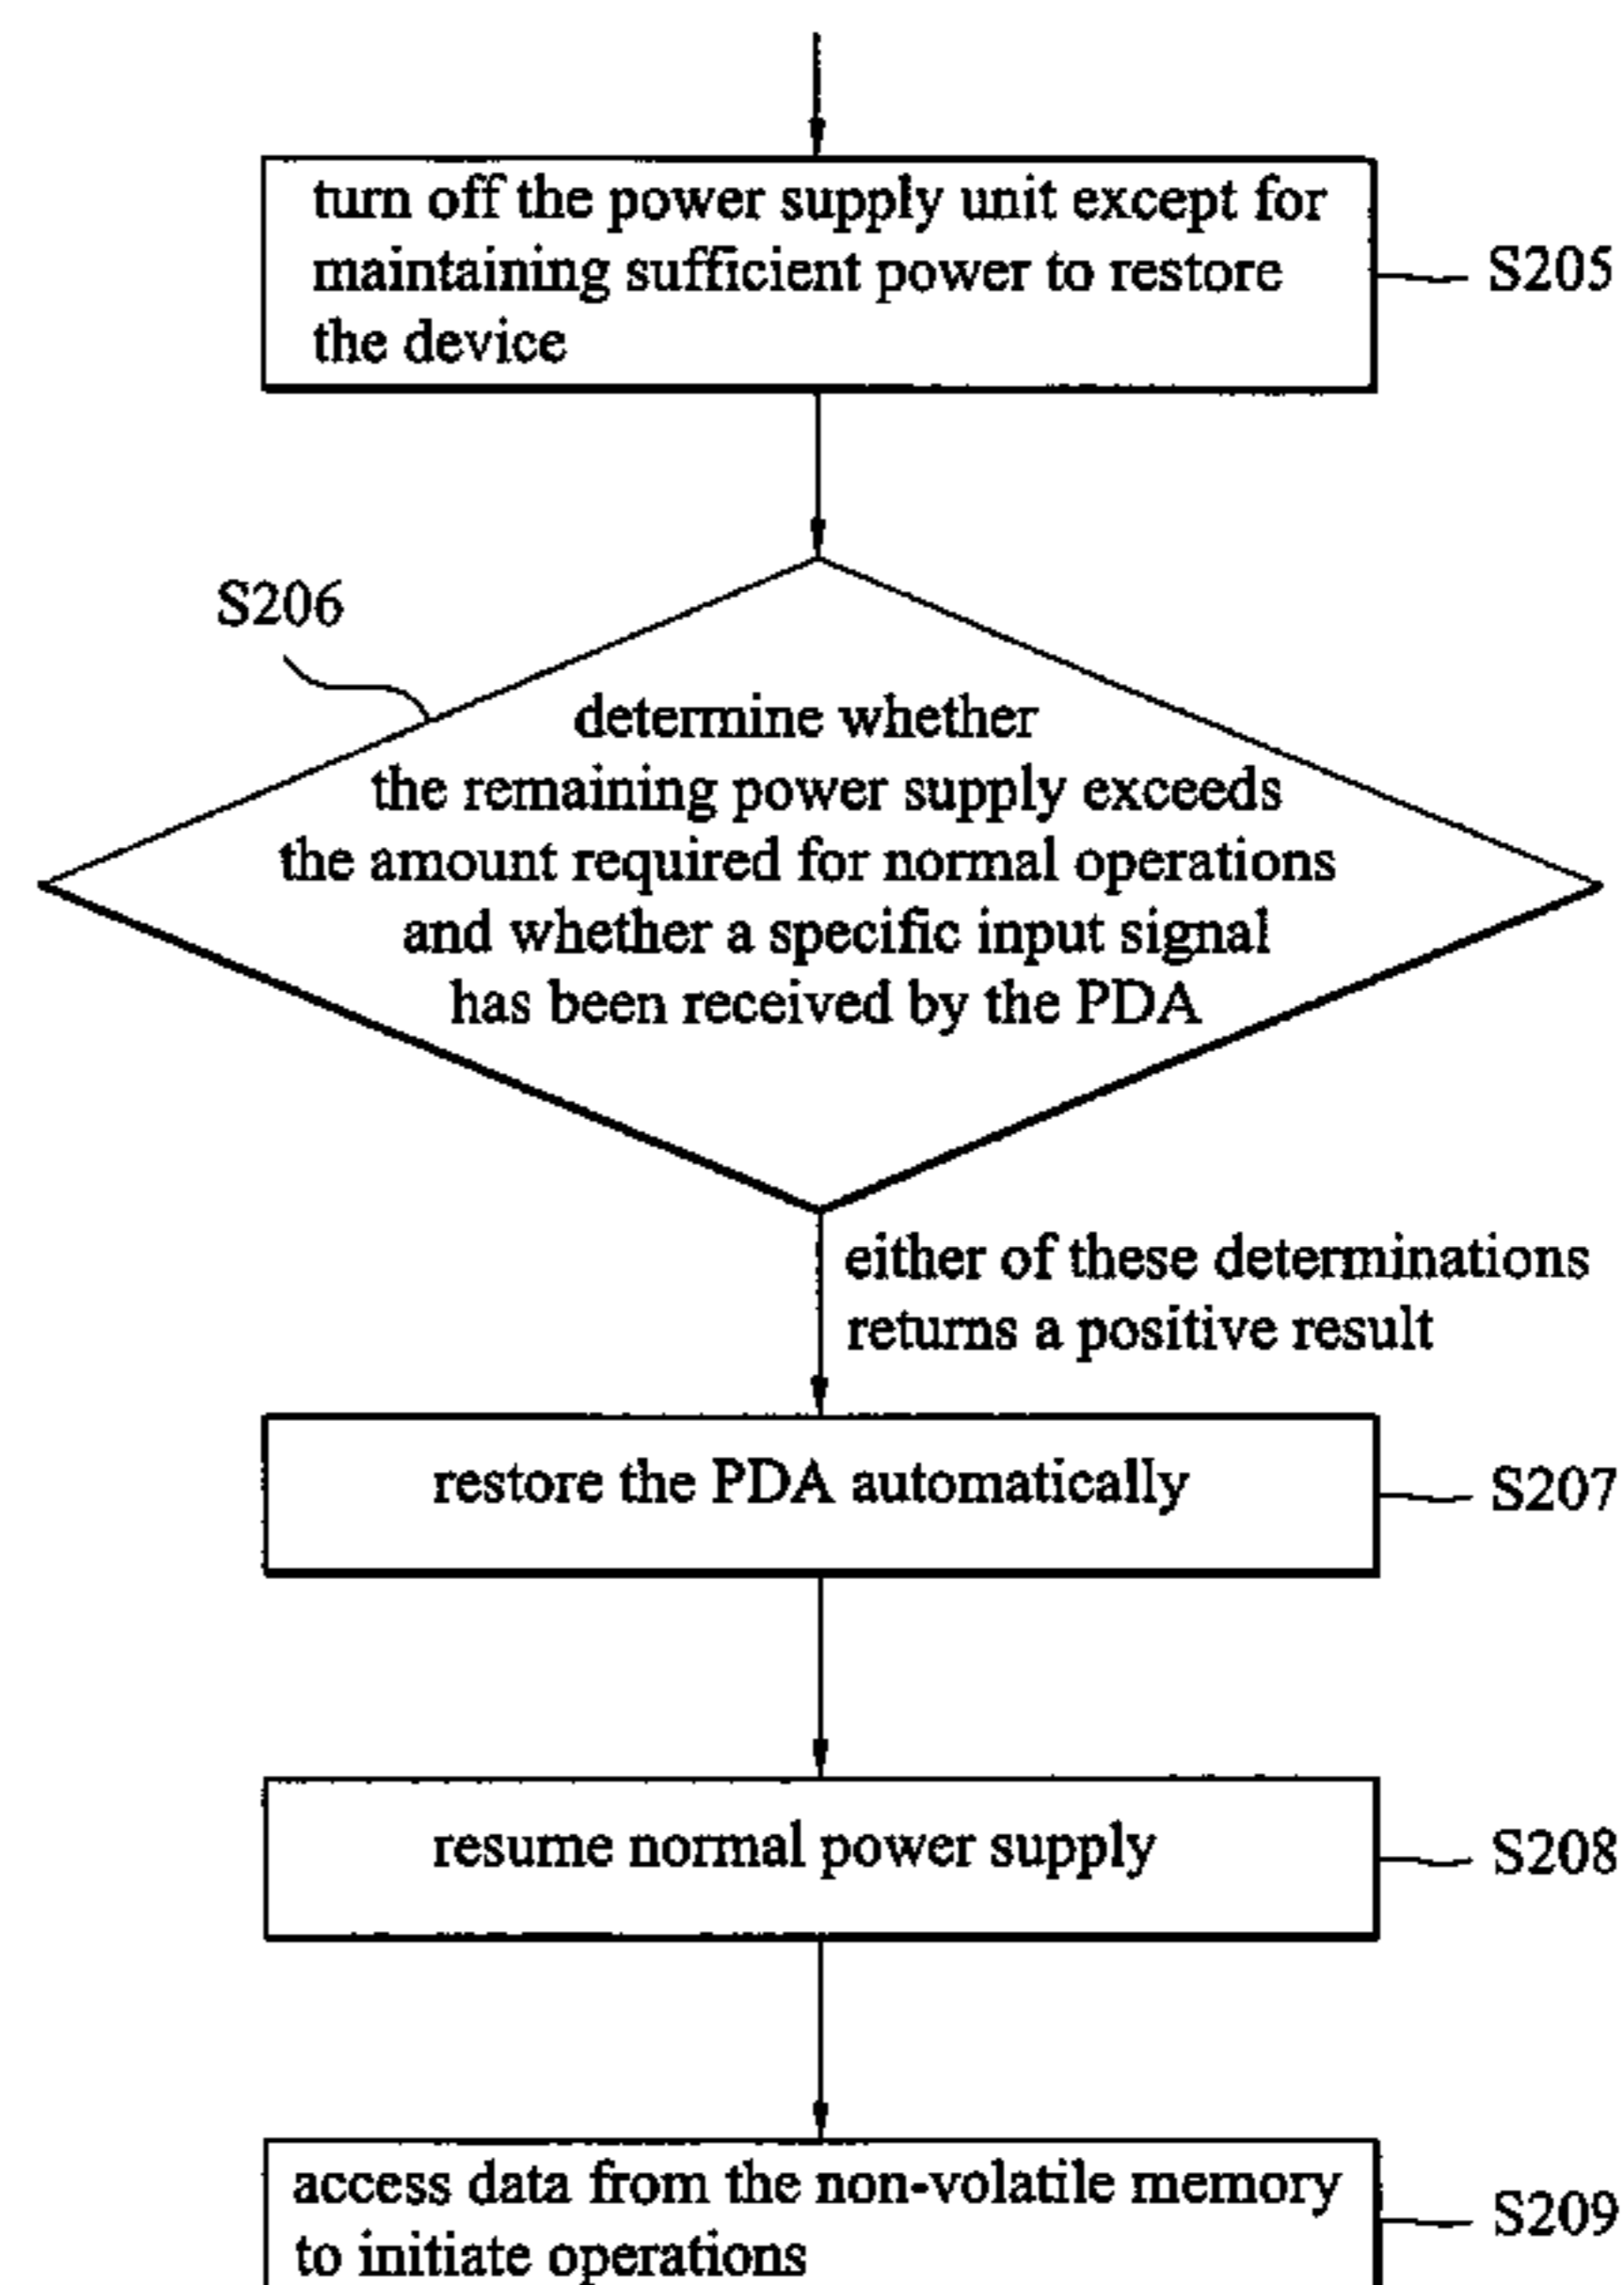 turn off the power supply unit except for
maintaining sufficient power to restore
the device
S205
S206
determine whether
the remaining power supply exceeds
the amount required for normal operations
and whether a specific input signal
has been received by the PDA
either of these determinations
returns a positive result
restore the PDA automatically
S207
resume normal power supply
S208
access data from the non-volatile memory
to initiate operations
S209